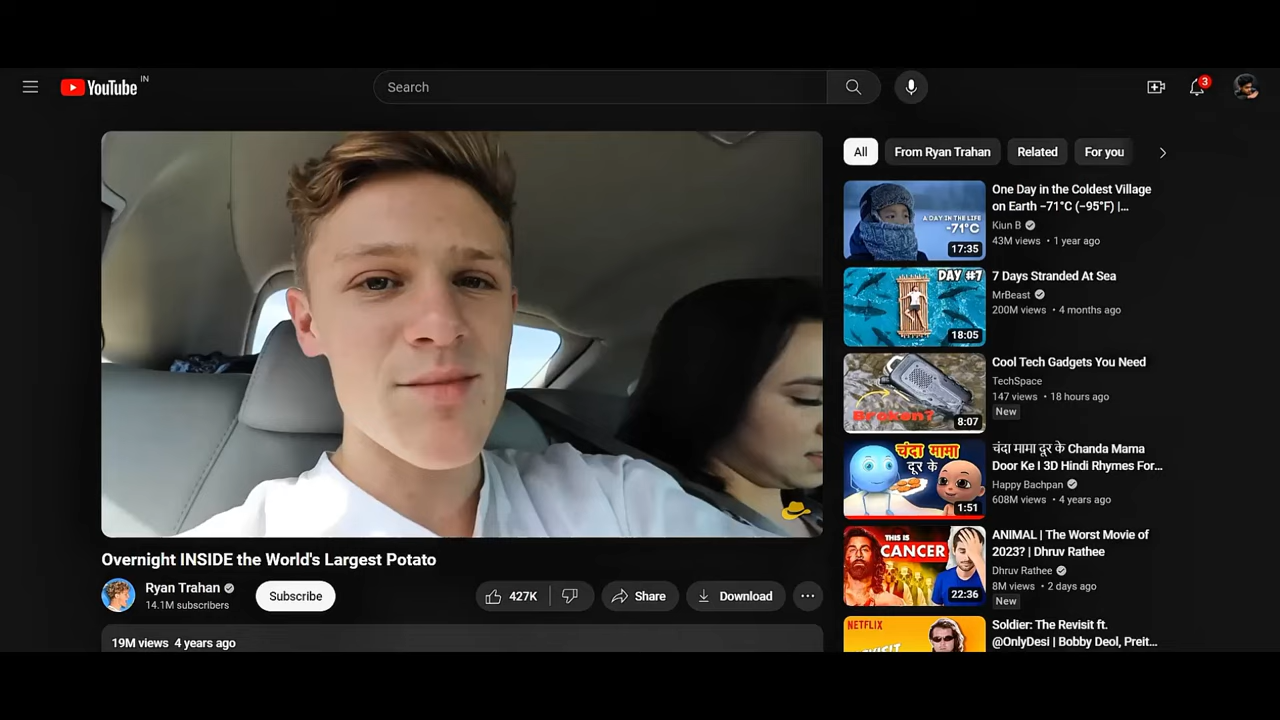 YouTube IN
Search
3
All
From Ryan Trahan
Related
For you
One Day in the Coldest Village
on Earth −71°C (−95°F) |...
Kiun B
43M views • 1 year ago
A DAY IN THE LIFE
-71°C
17:35
7 Days Stranded At Sea
MrBeast
200M views • 4 months ago
DAY #7
18:05
Cool Tech Gadgets You Need
TechSpace
147 views • 18 hours ago
New
Broken?
8:07
चंदा मामा दूर के Chanda Mama
Door Ke I 3D Hindi Rhymes For...
Happy Bachpan
608M views • 4 years ago
चंदा मामा
दूर के
1:51
ANIMAL | The Worst Movie of
2023? | Dhruv Rathee
Dhruv Rathee
8M views • 2 days ago
New
THIS IS
CANCER
22:36
Soldier: The Revisit ft.
@OnlyDesi | Bobby Deol, Preit...
NETFLIX
Overnight INSIDE the World's Largest Potato
Ryan Trahan
14.1M subscribers
Subscribe
427K
Share
Download
19M views 4 years ago